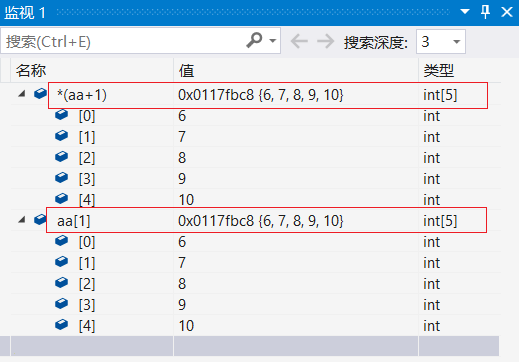 监视 1
搜索(Ctrl+E) 搜索深度: 3
名称 值 类型
*(aa+1) 0x0117fbc8 {6, 7, 8, 9, 10} int[5]
[0] 6 int
[1] 7 int
[2] 8 int
[3] 9 int
[4] 10 int
aa[1] 0x0117fbc8 {6, 7, 8, 9, 10} int[5]
[0] 6 int
[1] 7 int
[2] 8 int
[3] 9 int
[4] 10 int